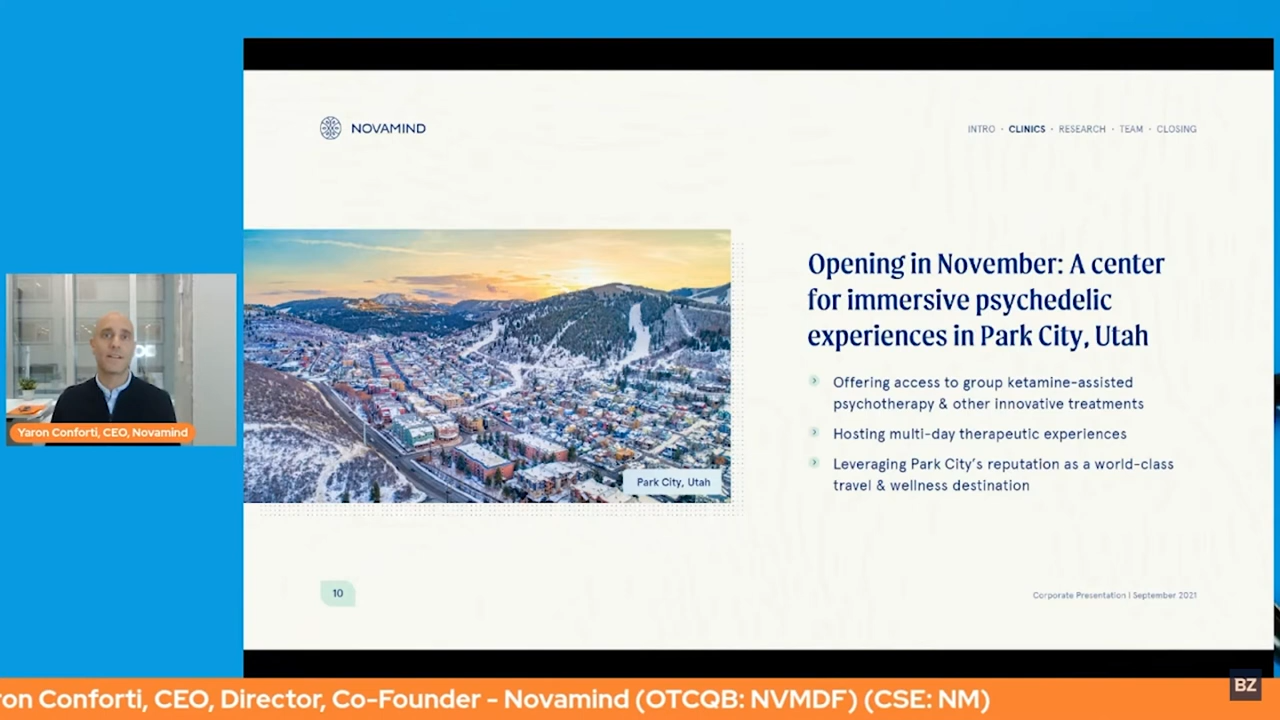 NOVAMIND
INTRO · CLINICS · RESEARCH · TEAM · CLOSING
Opening in November: A center
for immersive psychedelic
experiences in Park City, Utah
Offering access to group ketamine-assisted
psychotherapy & other innovative treatments
Hosting multi-day therapeutic experiences
Leveraging Park City's reputation as a world-class
travel & wellness destination
Park City, Utah
10
Corporate Presentation | September 2021
Yaron Conforti, CEO, Novamind
ron Conforti, CEO, Director, Co-Founder - Novamind (OTCQB: NVMDF) (CSE: NM)
BZ